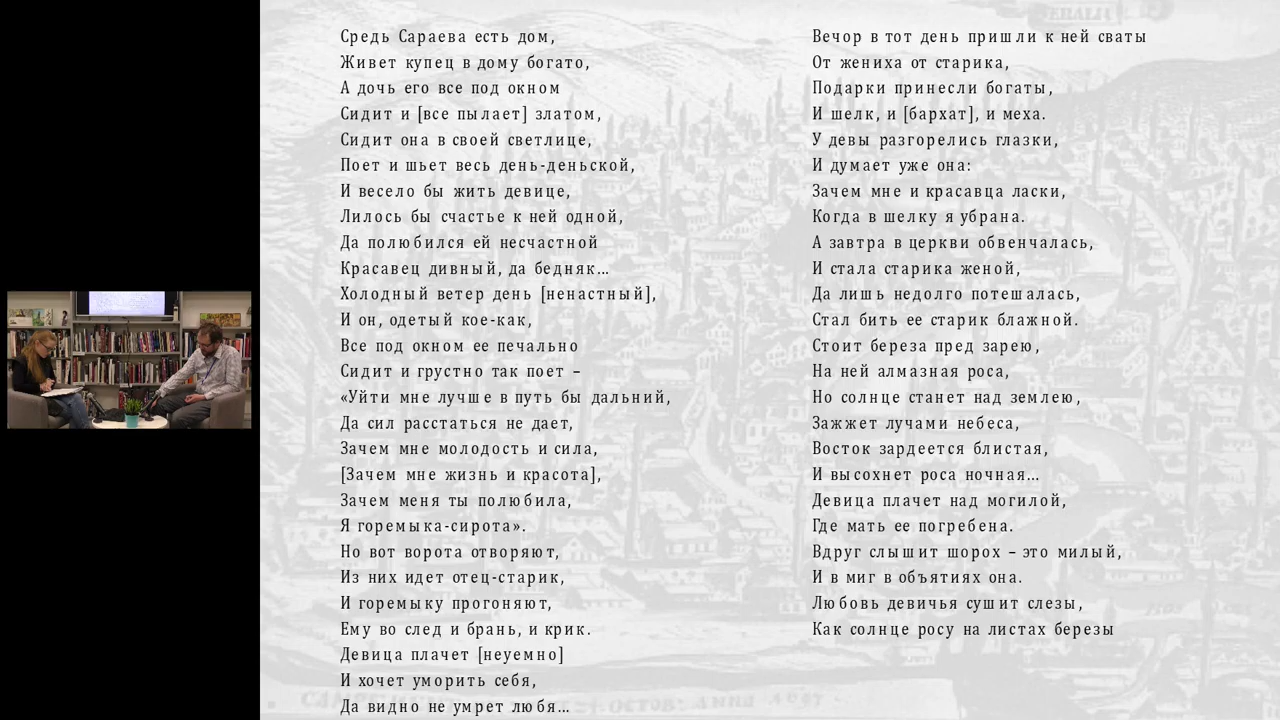 Средь Сараева есть дом,
Живет купец в дому богато,
А дочь его все под окном
Сидит и [все пылает] златом,
Сидит она в своей светлице,
Поет и шьет весь день-деньской,
И весело бы жить девице,
Лилось бы счастье к ней одной,
Да полюбился ей несчастной
Красавец дивный, да бедняк…
Холодный ветер день [ненастный],
И он, одетый кое-как,
Все под окном ее печально
Сидит и грустно так поет –
«Уйти мне лучше в путь бы дальний,
Да сил расстаться не дает,
Зачем мне молодость и сила,
[Зачем мне жизнь и красота],
Зачем меня ты полюбила,
Я горемыка-сирота».
Но вот ворота отворяют,
Из них идет отец-старик,
И горемыку прогоняют,
Ему во след и брань, и крик.
Девица плачет [неуемно]
И хочет уморить себя,
Да видно не умрет любя…
Вечор в тот день пришли к ней сваты
От жениха от старика,
Подарки принесли богаты,
И шелк, и [бархат], и меха.
У девы разгорелись глазки,
И думает уже она:
Зачем мне и красавца ласки,
Когда в шелку я убрана.
А завтра в церкви обвенчалась,
И стала старика женой,
Да лишь недолго потешалась,
Стал бить ее старик блажной.
Стоит береза пред зарею,
На ней алмазная роса,
Но солнце станет над землею,
Зажжет лучами небеса,
Восток зардеется блистая,
И высохнет роса ночная…
Девица плачет над могилой,
Где мать ее погребена.
Вдруг слышит шорох – это милый,
И в миг в объятиях она.
Любовь девичья сушит слезы,
Как солнце росу на листах березы